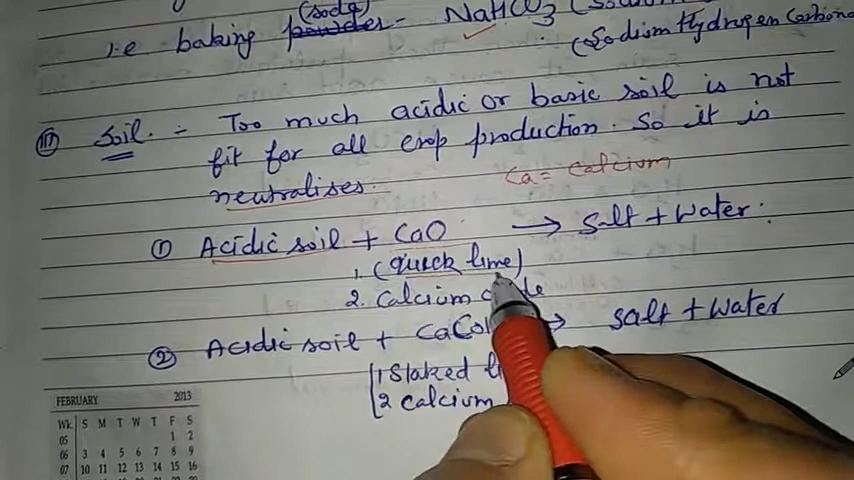 (soda)
i.e baking powder - NaHCO3
(Sodium Hydrogen Carbona
(iii) Soil :- Too much acidic or basic soil is not
fit for all crop production. So it is
neutralises.
Ca = Calcium
① Acidic soil + CaO → Salt + Water.
1. (quick lime)
2. Calcium
② Acidic soil + → salt + Water
1 Slaked
2 calcium
FEBRUARY 2013
Wk S M T W T F S
05 1 2
06 3 4 5 6 7 8 9
07 10 11 12 13 14 15 16